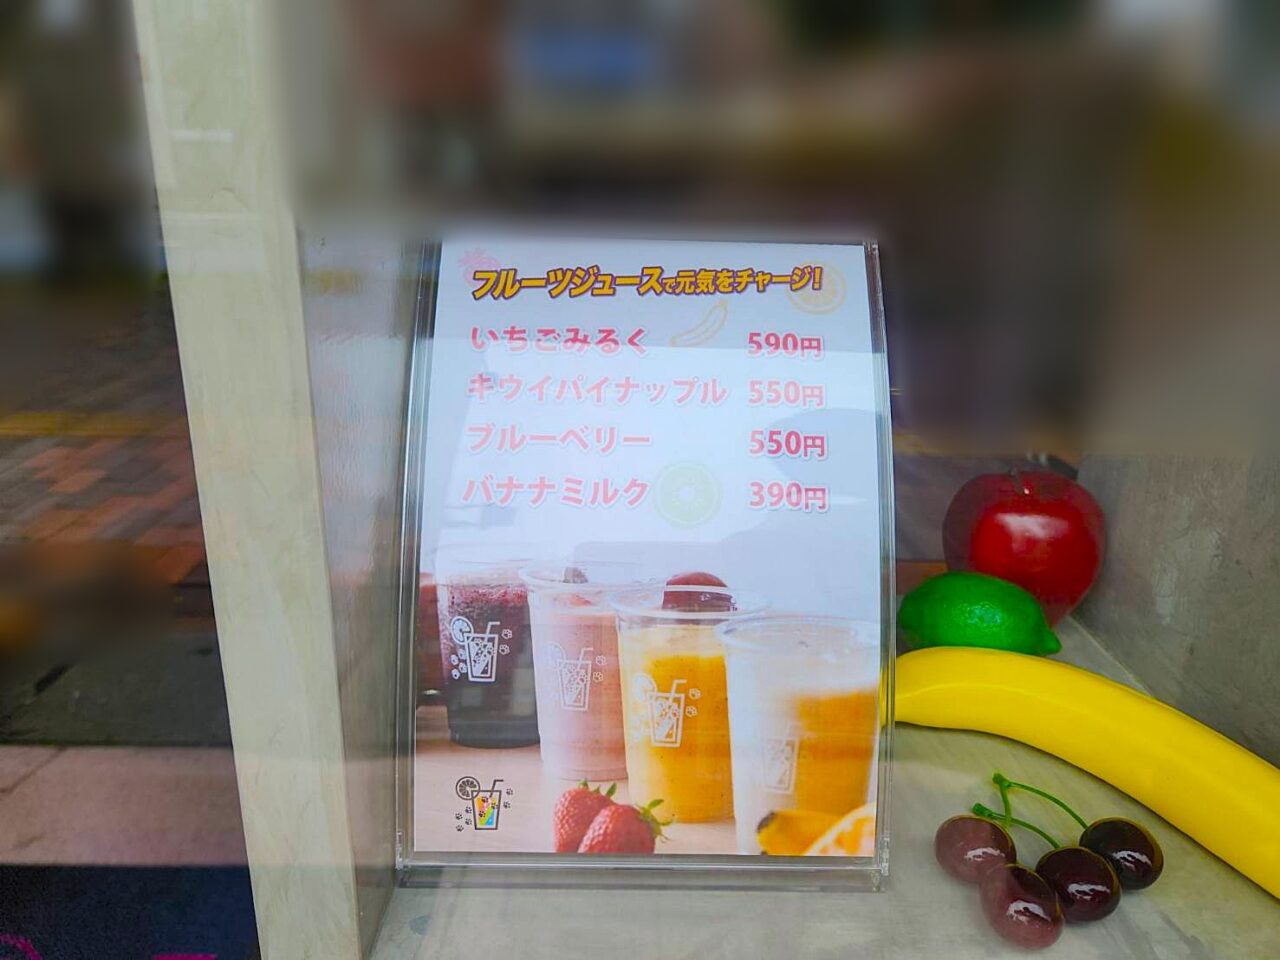 フルーツジュースで元気をチャージ!
いちごみるく 590円
キウイパイナップル 550円
ブルーベリー 550円
バナナミルク 390円